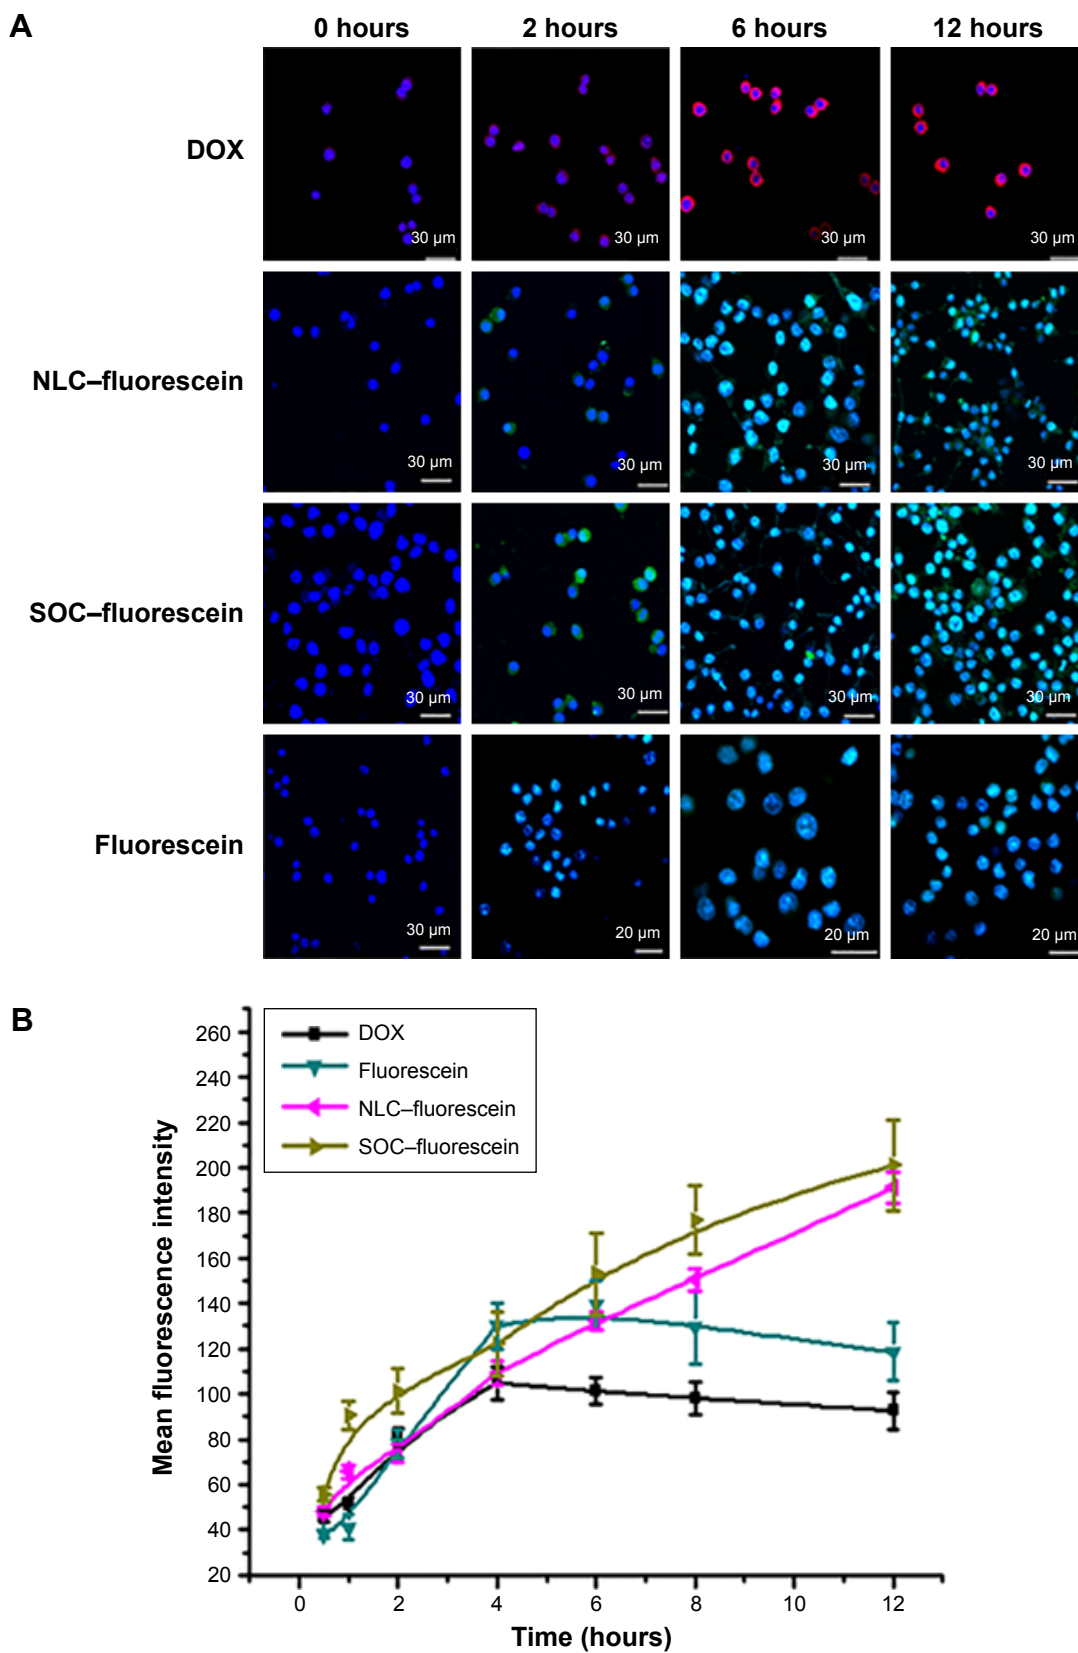 A
0 hours 2 hours 6 hours 12 hours
DOX
30 µm 30 µm 30 µm 30 µm
NLC–fluorescein
30 µm 30 µm 30 µm 30 µm
SOC–fluorescein
30 µm 30 µm 30 µm 30 µm
Fluorescein
30 µm 20 µm 20 µm 20 µm
B
DOX
Fluorescein
NLC–fluorescein
SOC–fluorescein
Mean fluorescence intensity
260
240
220
200
180
160
140
120
100
80
60
40
20
0 2 4 6 8 10 12
Time (hours)